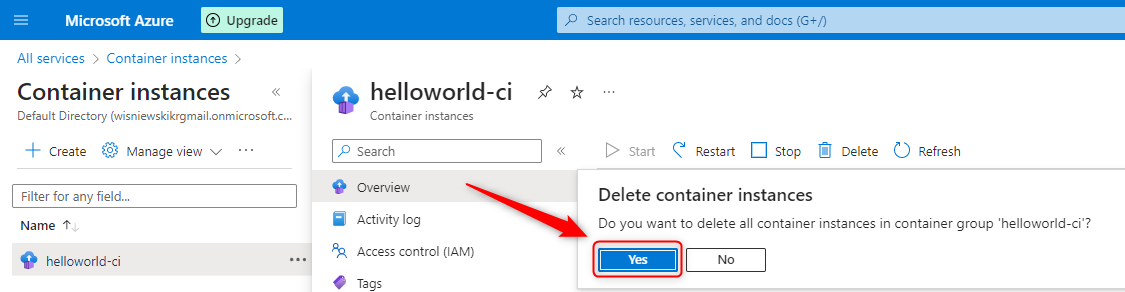 Microsoft Azure
Upgrade
Search resources, services, and docs (G+/)
All services
Container instances
Container instances
Default Directory (wisniewskikrgmail.onmicrosoft.c...
Create
Manage view
Filter for any field...
Name
helloworld-ci
helloworld-ci
Container instances
Search
Start
Restart
Stop
Delete
Refresh
Overview
Activity log
Access control (IAM)
Tags
Delete container instances
Do you want to delete all container instances in container group 'helloworld-ci'?
Yes
No